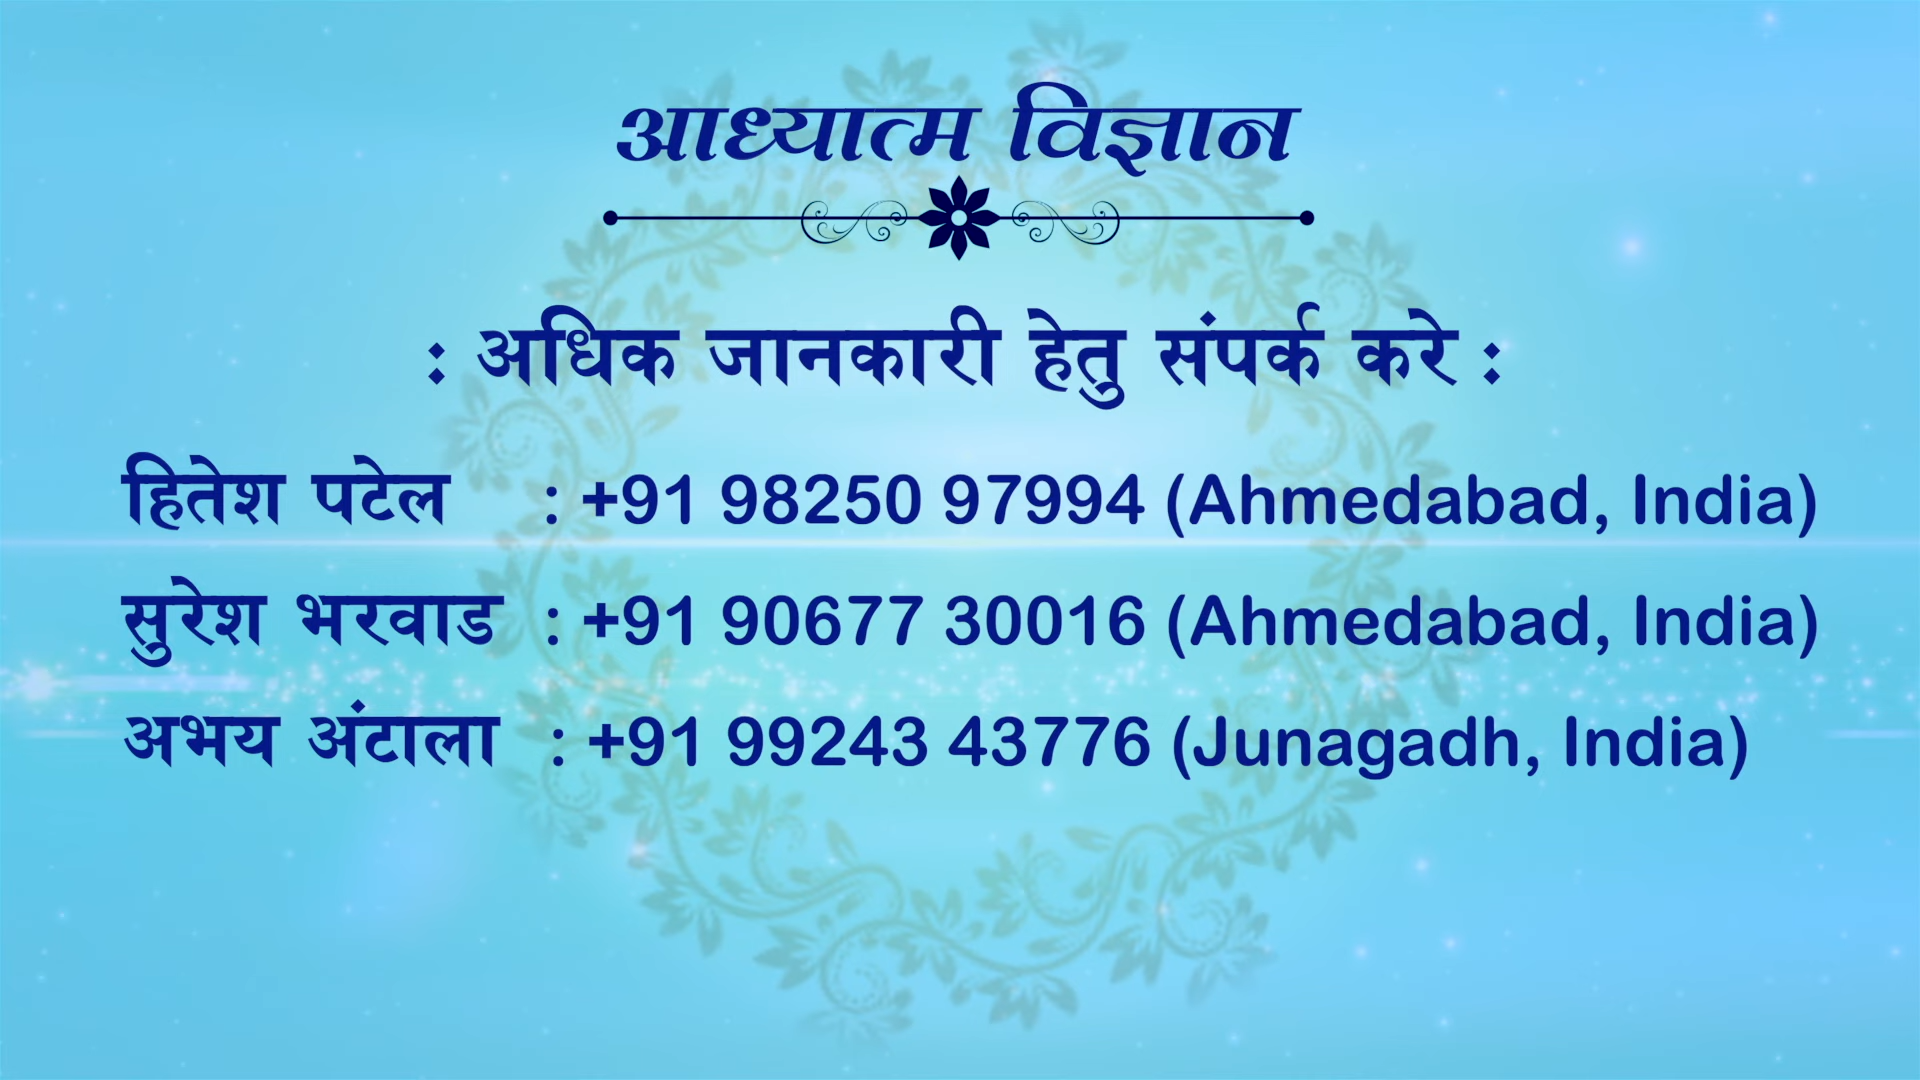 आध्यात्म विज्ञान
: अधिक जानकारी हेतु संपर्क करे :
हितेश पटेल : +91 98250 97994 (Ahmedabad, India)
सुरेश भरवाड : +91 90677 30016 (Ahmedabad, India)
अभय अंटाला : +91 99243 43776 (Junagadh, India)